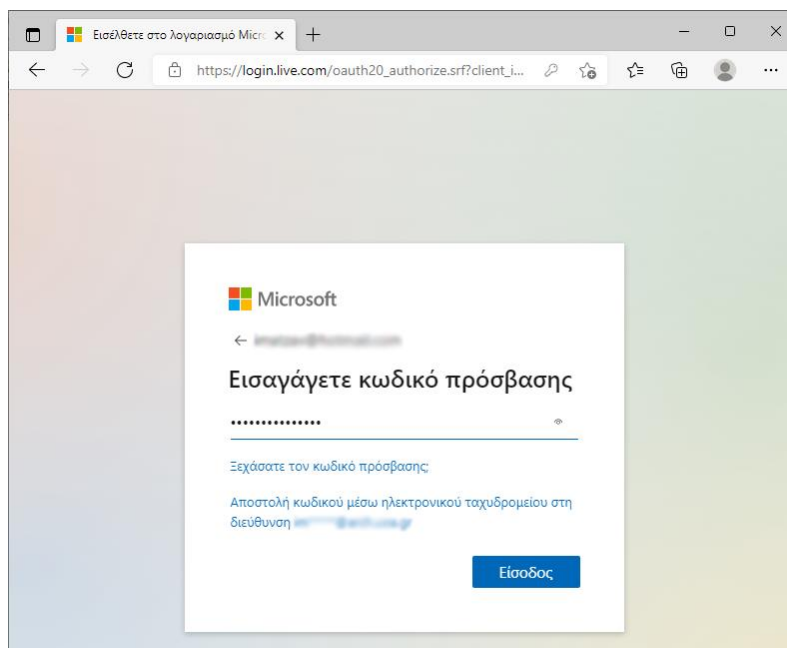 Εισέλθετε στο λογαριασμό Micr
https://login.live.com/oauth20_authorize.srf?client_i...
Microsoft
Εισαγάγετε κωδικό πρόσβασης
Ξεχάσατε τον κωδικό πρόσβασης;
Αποστολή κωδικού μέσω ηλεκτρονικού ταχυδρομείου στη
διεύθυνση
Είσοδος